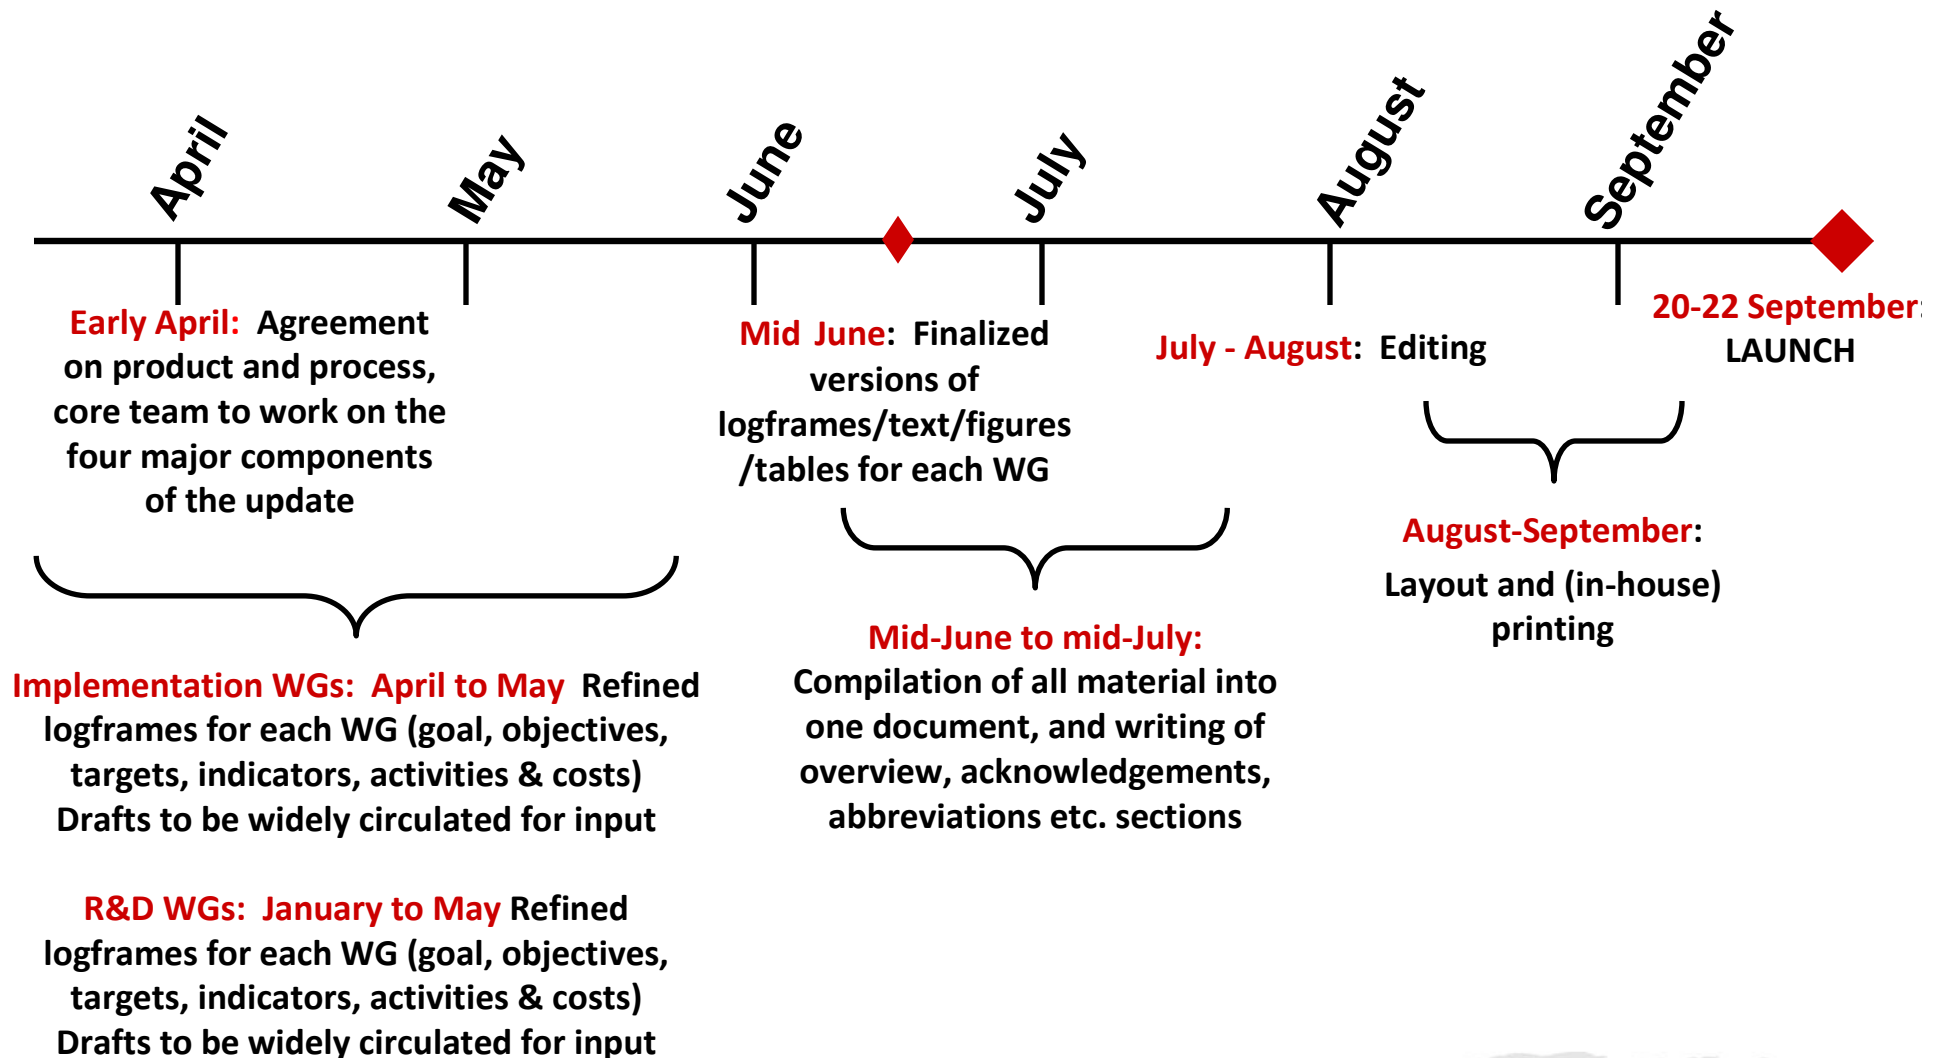 April
May
June
July
August
September
Early April: Agreement
on product and process,
core team to work on the
four major components
of the update
Mid June: Finalized
versions of
logframes/text/figures
/tables for each WG
July - August: Editing
20-22 September:
LAUNCH
Implementation WGs: April to May Refined
logframes for each WG (goal, objectives,
targets, indicators, activities & costs)
Drafts to be widely circulated for input
R&D WGs: January to May Refined
logframes for each WG (goal, objectives,
targets, indicators, activities & costs)
Drafts to be widely circulated for input
Mid-June to mid-July:
Compilation of all material into
one document, and writing of
overview, acknowledgements,
abbreviations etc. sections
August-September:
Layout and (in-house)
printing